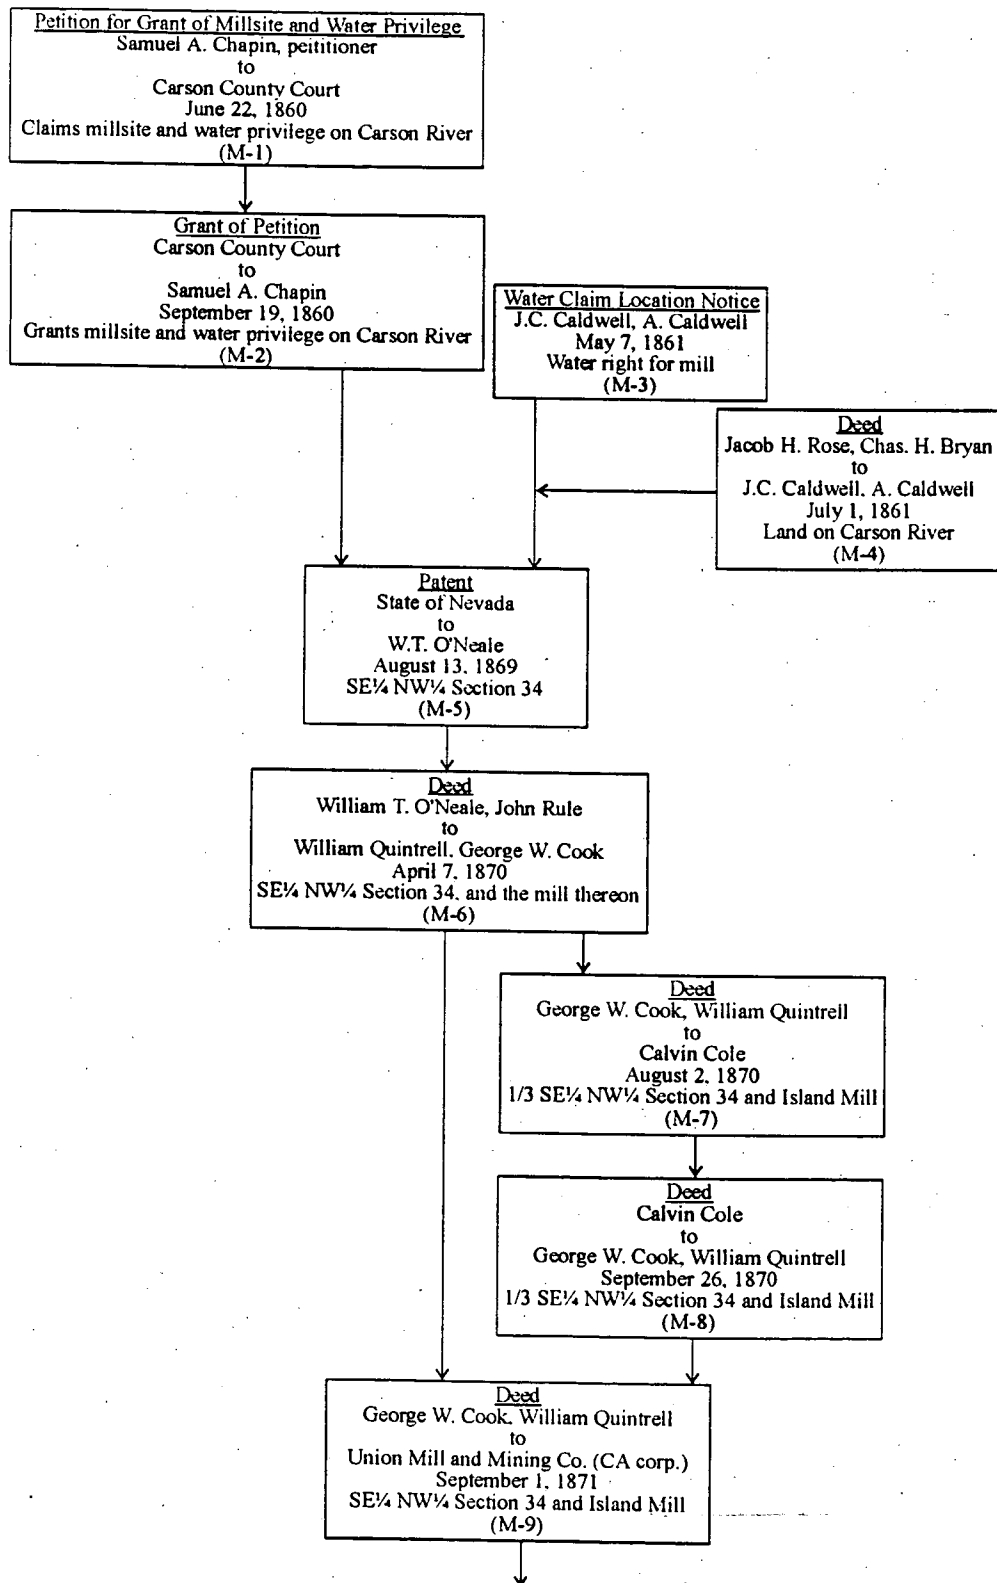 Petition for Grant of Millsite and Water Privilege
Samuel A. Chapin, peititioner
to
Carson County Court
June 22, 1860
Claims millsite and water privilege on Carson River
(M-1)
Grant of Petition
Carson County Court
to
Samuel A. Chapin
September 19, 1860
Grants millsite and water privilege on Carson River
(M-2)
Water Claim Location Notice
J.C. Caldwell, A. Caldwell
May 7, 1861
Water right for mill
(M-3)
Deed
Jacob H. Rose, Chas. H. Bryan
to
J.C. Caldwell, A. Caldwell
July 1, 1861
Land on Carson River
(M-4)
Patent
State of Nevada
to
W.T. O'Neale
August 13, 1869
SE¼ NW¼ Section 34
(M-5)
Deed
William T. O'Neale, John Rule
to
William Quintrell, George W. Cook
April 7, 1870
SE¼ NW¼ Section 34, and the mill thereon
(M-6)
Deed
George W. Cook, William Quintrell
to
Calvin Cole
August 2, 1870
1/3 SE¼ NW¼ Section 34 and Island Mill
(M-7)
Deed
Calvin Cole
to
George W. Cook, William Quintrell
September 26, 1870
1/3 SE¼ NW¼ Section 34 and Island Mill
(M-8)
Deed
George W. Cook, William Quintrell
to
Union Mill and Mining Co. (CA corp.)
September 1, 1871
SE¼ NW¼ Section 34 and Island Mill
(M-9)